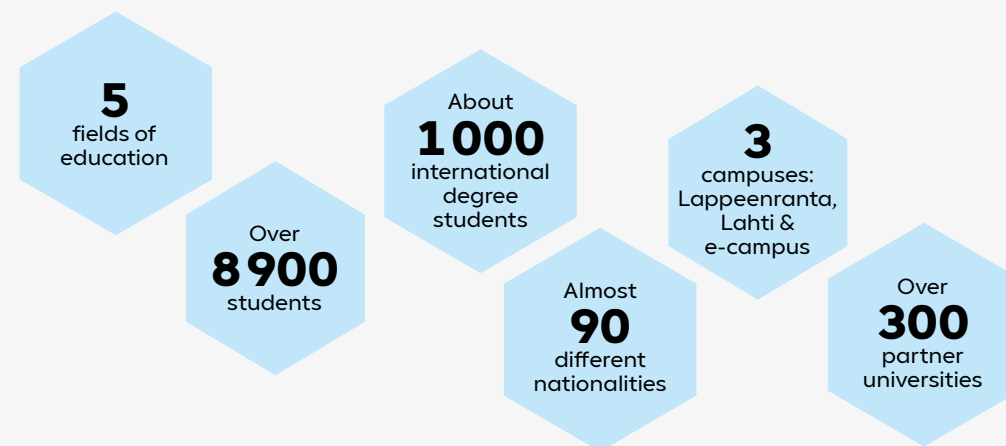 5
fields of
education
Over
8 900
students
About
1 000
international
degree
students
Almost
90
different
nationalities
3
campuses:
Lappeenranta,
Lahti &
e-campus
Over
300
partner
universities